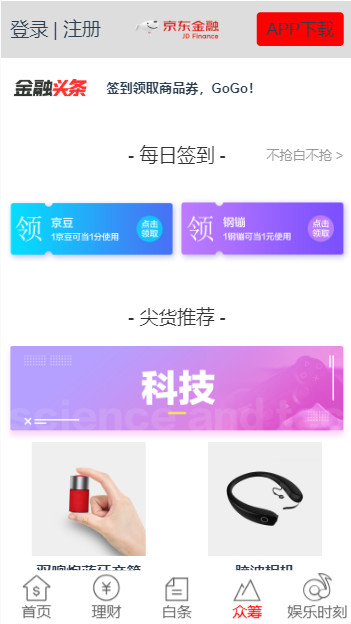 登录 | 注册
京东金融
JD Finance
APP下载
金融头条
签到领取商品券，GoGo!
- 每日签到 -
不抢白不抢 >
领
京豆
1京豆可当1分使用
点击
领取
领
钢镚
1钢镚可当1元使用
点击
领取
- 尖货推荐 -
科技
science and
首页
理财
白条
众筹
娱乐时刻